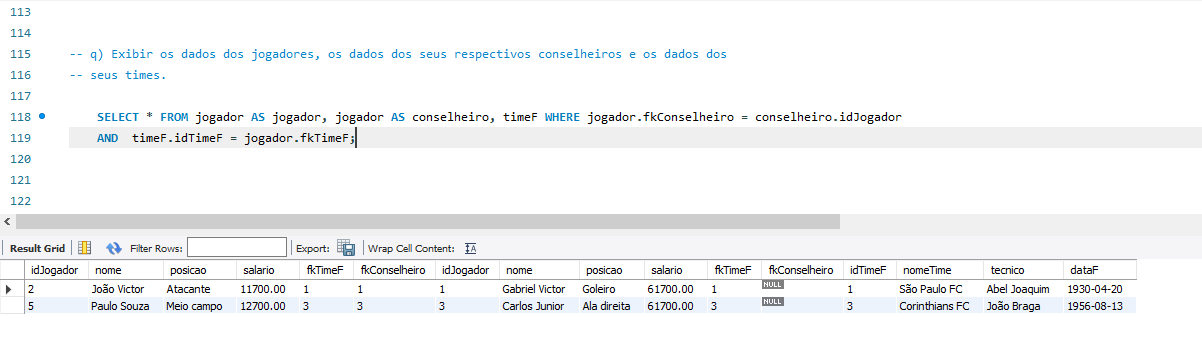 113
114
115 -- q) Exibir os dados dos jogadores, os dados dos seus respectivos conselheiros e os dados dos
116 -- seus times.
117
118 SELECT * FROM jogador AS jogador, jogador AS conselheiro, timeF WHERE jogador.fkConselheiro = conselheiro.idJogador
119 AND timeF.idTimeF = jogador.fkTimeF;
120
121
122
Result Grid Filter Rows: Export: Wrap Cell Content: IA
idJogador nome posicao salario fkTimeF fkConselheiro idJogador nome posicao salario fkTimeF fkConselheiro idTimeF nomeTime tecnico dataF
2 João Victor Atacante 11700.00 1 1 1 Gabriel Victor Goleiro 61700.00 1 NULL 1 São Paulo FC Abel Joaquim 1930-04-20
5 Paulo Souza Meio campo 12700.00 3 3 3 Carlos Junior Ala direita 61700.00 3 NULL 3 Corinthians FC João Braga 1956-08-13